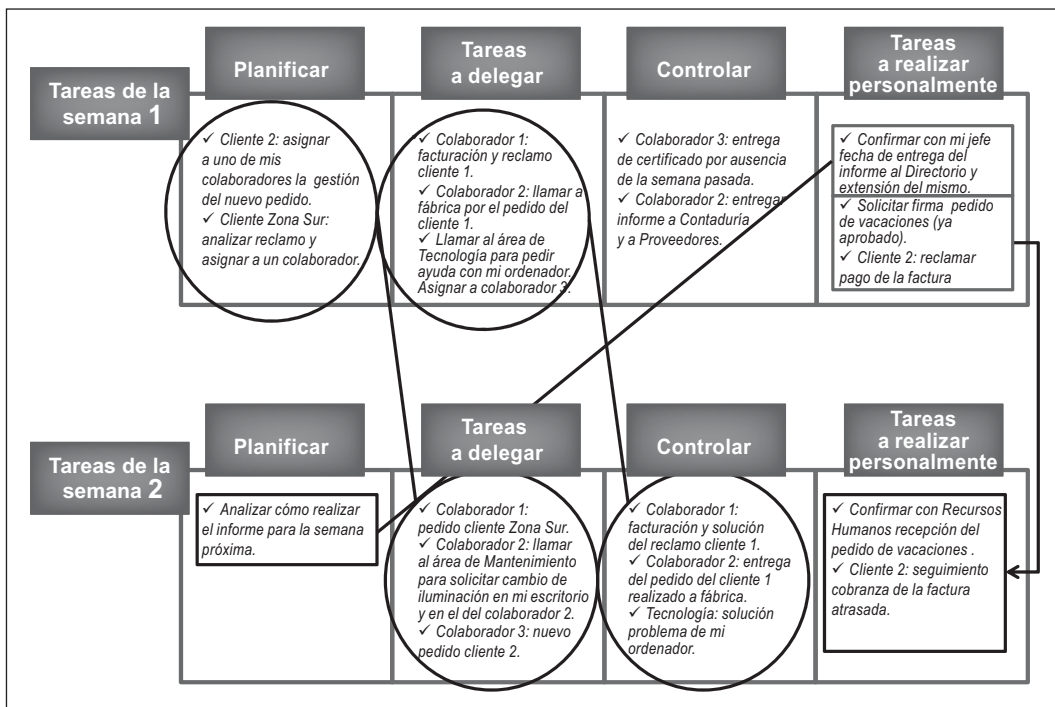 Planificar
Tareas
a delegar
Controlar
Tareas
a realizar
personalmente
Tareas de la
semana 1
✓ Cliente 2: asignar
a uno de mis
colaboradores la gestión
del nuevo pedido.
✓ Cliente Zona Sur:
analizar reclamo y
asignar a un colaborador.
✓ Colaborador 1:
facturación y reclamo
cliente 1.
✓ Colaborador 2: llamar a
fábrica por el pedido del
cliente 1.
✓ Llamar al área de
Tecnología para pedir
ayuda con mi ordenador.
Asignar a colaborador 3.
✓ Colaborador 3: entrega
de certificado por ausencia
de la semana pasada.
✓ Colaborador 2: entregar
informe a Contaduría
y a Proveedores.
✓ Confirmar con mi jefe
fecha de entrega del
informe al Directorio y
extensión del mismo.
✓ Solicitar firma pedido
de vacaciones (ya
aprobado).
✓ Cliente 2: reclamar
pago de la factura
Planificar
Tareas
a delegar
Controlar
Tareas
a realizar
personalmente
Tareas de la
semana 2
✓ Analizar cómo realizar
el informe para la semana
próxima.
✓ Colaborador 1:
pedido cliente Zona Sur.
✓ Colaborador 2: llamar
al área de Mantenimiento
para solicitar cambio de
iluminación en mi escritorio
y en el del colaborador 2.
✓ Colaborador 3: nuevo
pedido cliente 2.
✓ Colaborador 1:
facturación y solución
del reclamo cliente 1.
✓ Colaborador 2: entrega
del pedido del cliente 1
realizado a fábrica.
✓ Tecnología: solución
problema de mi
ordenador.
✓ Confirmar con Recursos
Humanos recepción del
pedido de vacaciones .
✓ Cliente 2: seguimiento
cobranza de la factura
atrasada.